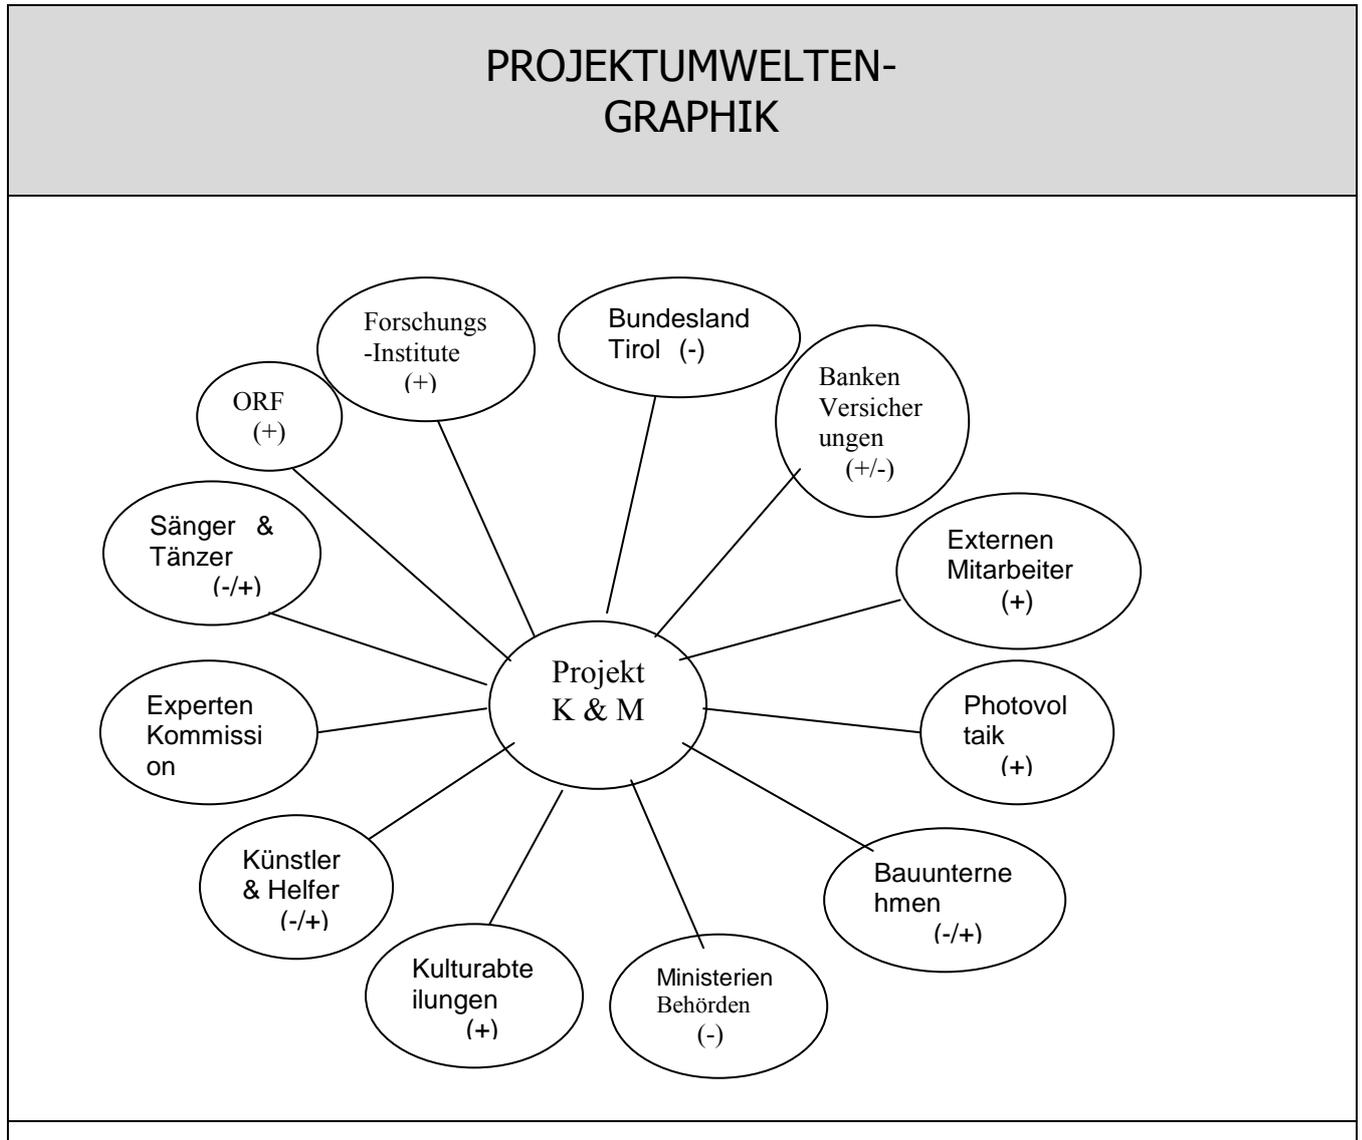 PROJEKTUMWELTEN-
GRAPHIK
Forschungs
-Institute
(+)
Bundesland
Tirol (-)
Banken
Versicher
ungen
(+/-)
ORF
(+)
Sänger &
Tänzer
(-/+)
Externen
Mitarbeiter
(+)
Projekt
K & M
Experten
Kommissi
on
Photovol
taik
(+)
Künstler
& Helfer
(-/+)
Bauunterne
hmen
(-/+)
Kulturabte
ilungen
(+)
Ministerien
Behörden
(-)